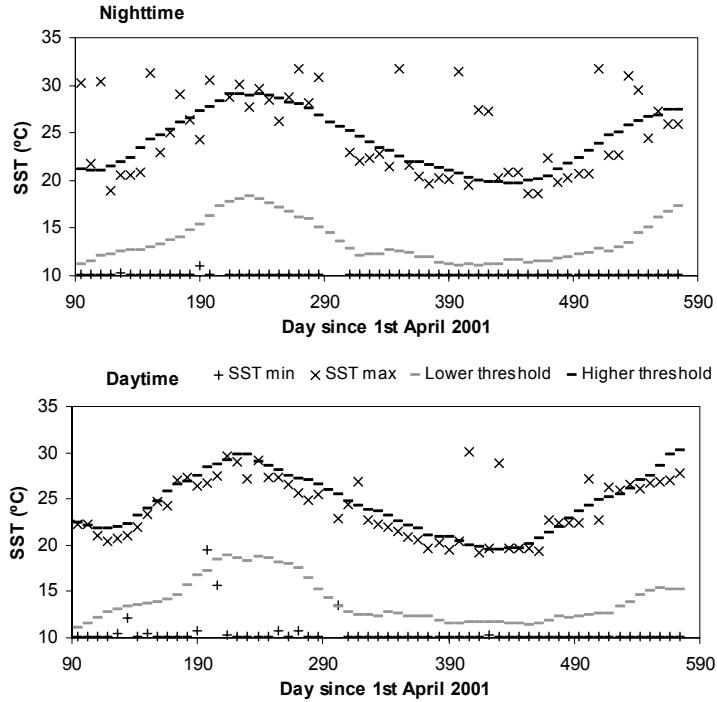 Nighttime
35
30
25
20
15
10
SST (ºC)
90 190 290 390 490 590
Day since 1st April 2001
Daytime + SST min × SST max Lower threshold Higher threshold
35
30
25
20
15
10
SST (ºC)
90 190 290 390 490 590
Day since 1st April 2001